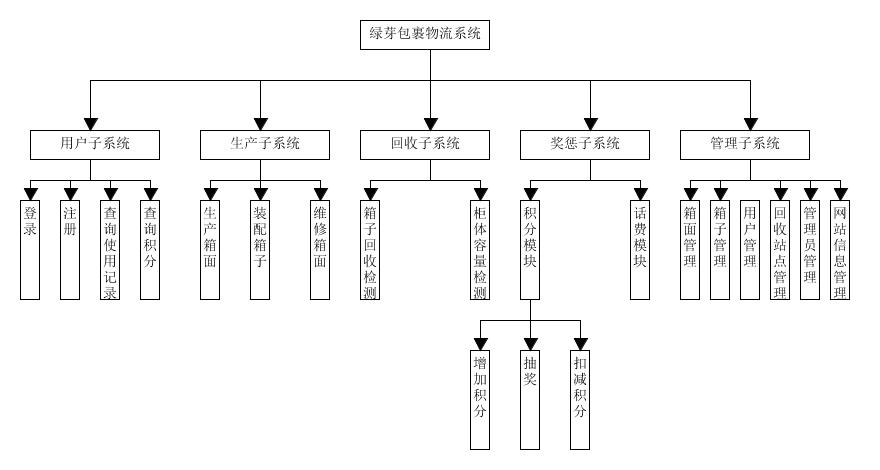 绿芽包裹物流系统
用户子系统
生产子系统
回收子系统
奖惩子系统
管理子系统
登录
注册
查询使用记录
查询积分
生产箱面
装配箱子
维修箱面
箱子回收检测
柜体容量检测
积分模块
话费模块
箱面管理
箱子管理
用户管理
回收站点管理
管理员管理
网站信息管理
增加积分
抽奖
扣减积分